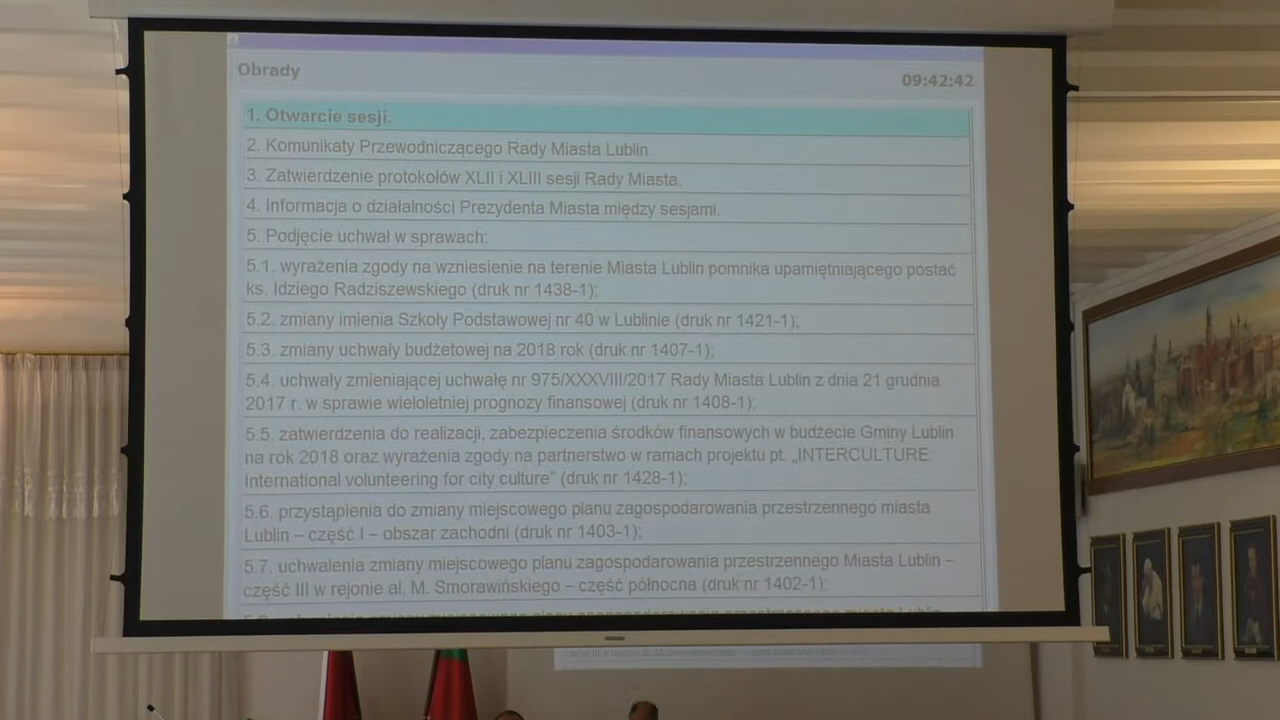 Obrady
09:42:42
1. Otwarcie sesji.
2. Komunikaty Przewodniczącego Rady Miasta Lublin.
3. Zatwierdzenie protokołów XLII i XLIII sesji Rady Miasta.
4. Informacja o działalności Prezydenta Miasta między sesjami.
5. Podjęcie uchwał w sprawach:
5.1. wyrażenia zgody na wzniesienie na terenie Miasta Lublin pomnika upamiętniającego postać
ks. Idziego Radziszewskiego (druk nr 1438-1);
5.2. zmiany imienia Szkoły Podstawowej nr 40 w Lublinie (druk nr 1421-1);
5.3. zmiany uchwały budżetowej na 2018 rok (druk nr 1407-1);
5.4. uchwały zmieniającej uchwałę nr 975/XXXVIII/2017 Rady Miasta Lublin z dnia 21 grudnia
2017 r. w sprawie wieloletniej prognozy finansowej (druk nr 1408-1);
5.5. zatwierdzenia do realizacji, zabezpieczenia środków finansowych w budżecie Gminy Lublin
na rok 2018 oraz wyrażenia zgody na partnerstwo w ramach projektu pt. „INTERCULTURE:
International volunteering for city culture” (druk nr 1428-1);
5.6. przystąpienia do zmiany miejscowego planu zagospodarowania przestrzennego miasta
Lublin – część I – obszar zachodni (druk nr 1403-1);
5.7. uchwalenia zmiany miejscowego planu zagospodarowania przestrzennego Miasta Lublin –
część III w rejonie al. M. Smorawińskiego – część północna (druk nr 1402-1);